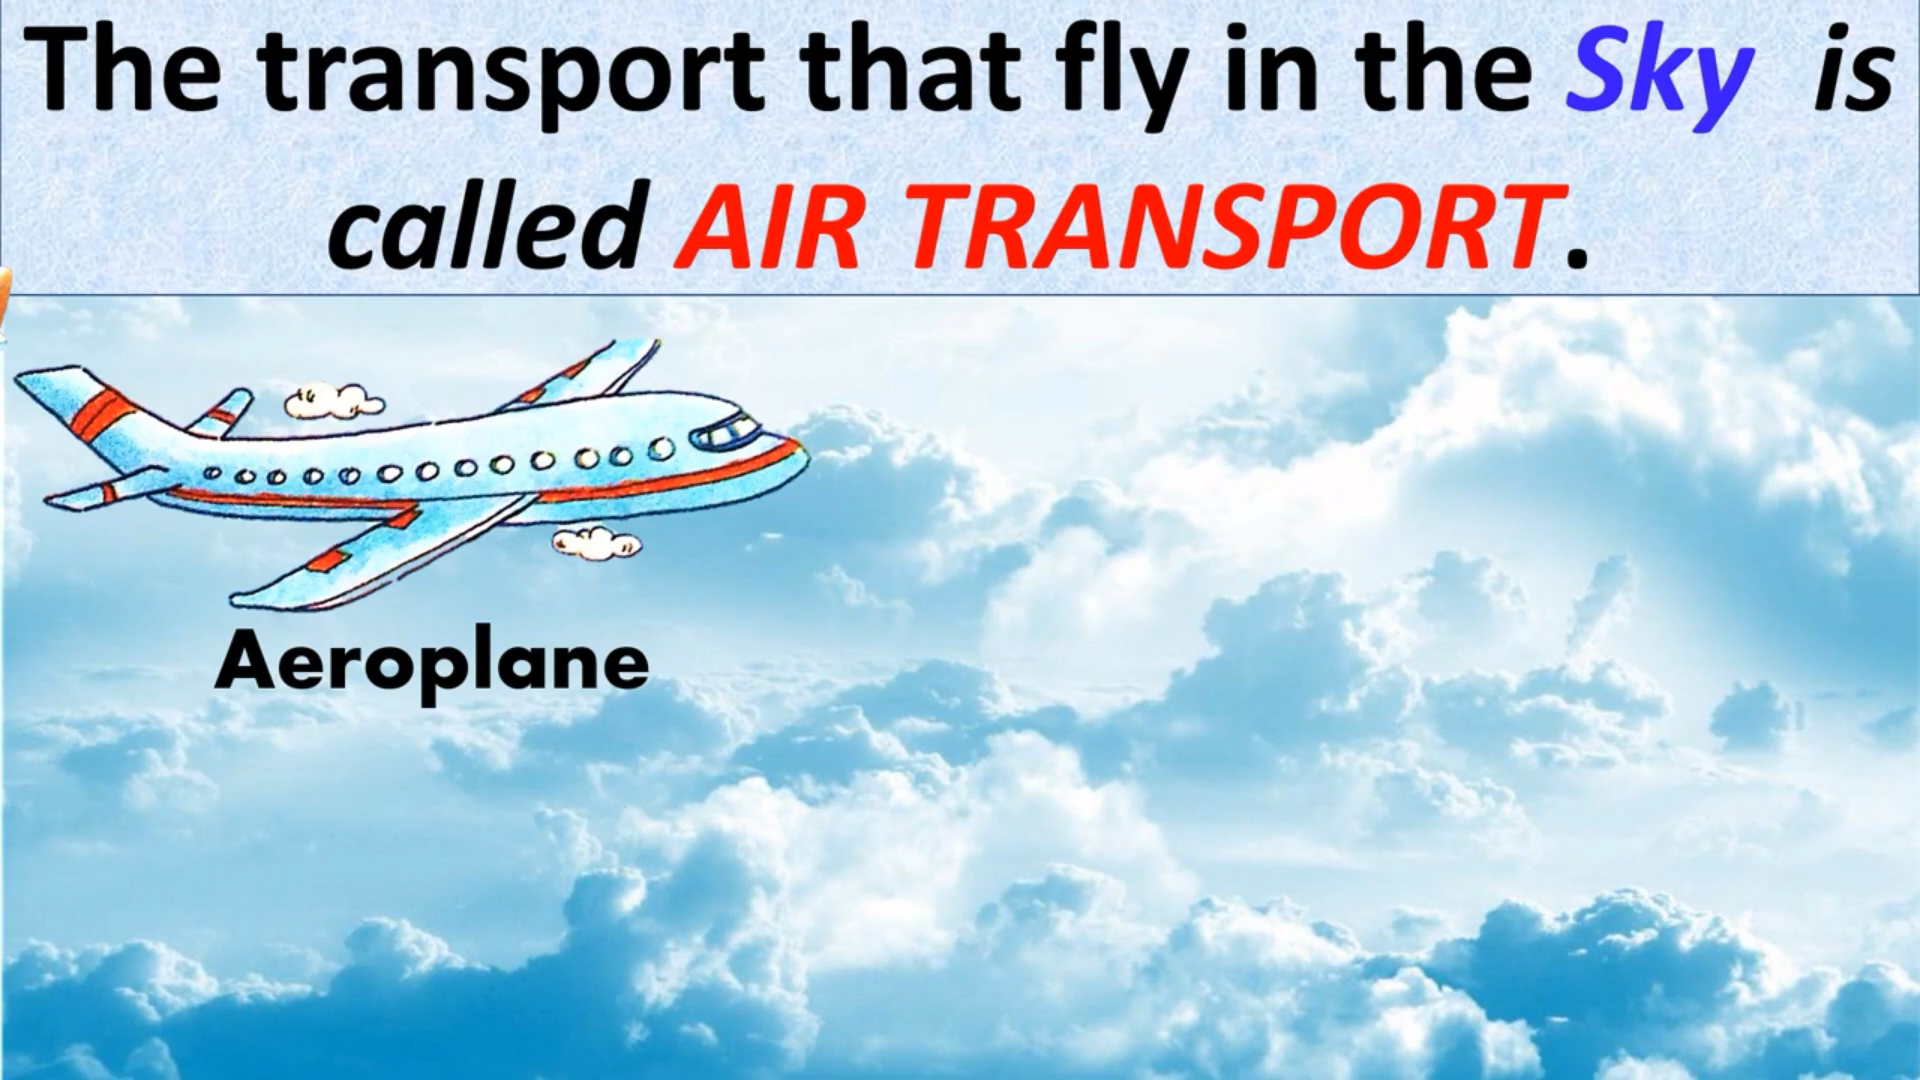 The transport that fly in the Sky is
called AIR TRANSPORT.
Aeroplane